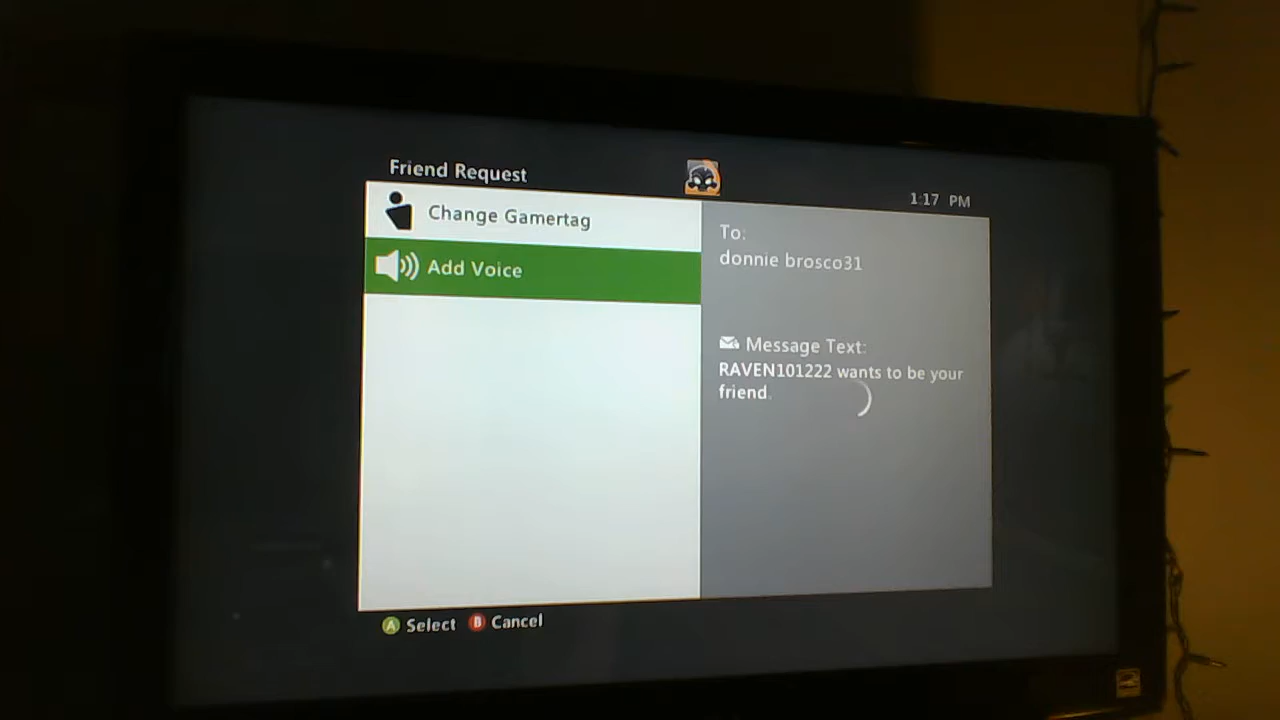 Friend Request
1:17 PM
Change Gamertag
Add Voice
To:
donnie brosco31
Message Text:
RAVEN101222 wants to be your
friend.
A Select B Cancel